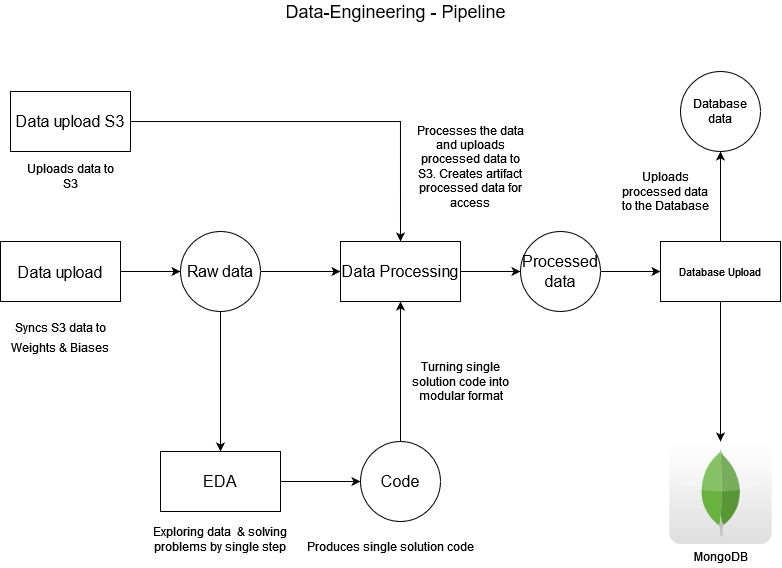 Data-Engineering - Pipeline
Data upload S3
Uploads data to
S3
Processes the data
and uploads
processed data to
S3. Creates artifact
processed data for
access
Database
data
Uploads
processed data
to the Database
Data upload
Raw data
Data Processing
Processed
data
Database Upload
Syncs S3 data to
Weights & Biases
Turning single
solution code into
modular format
EDA
Code
Exploring data & solving
problems by single step
Produces single solution code
MongoDB